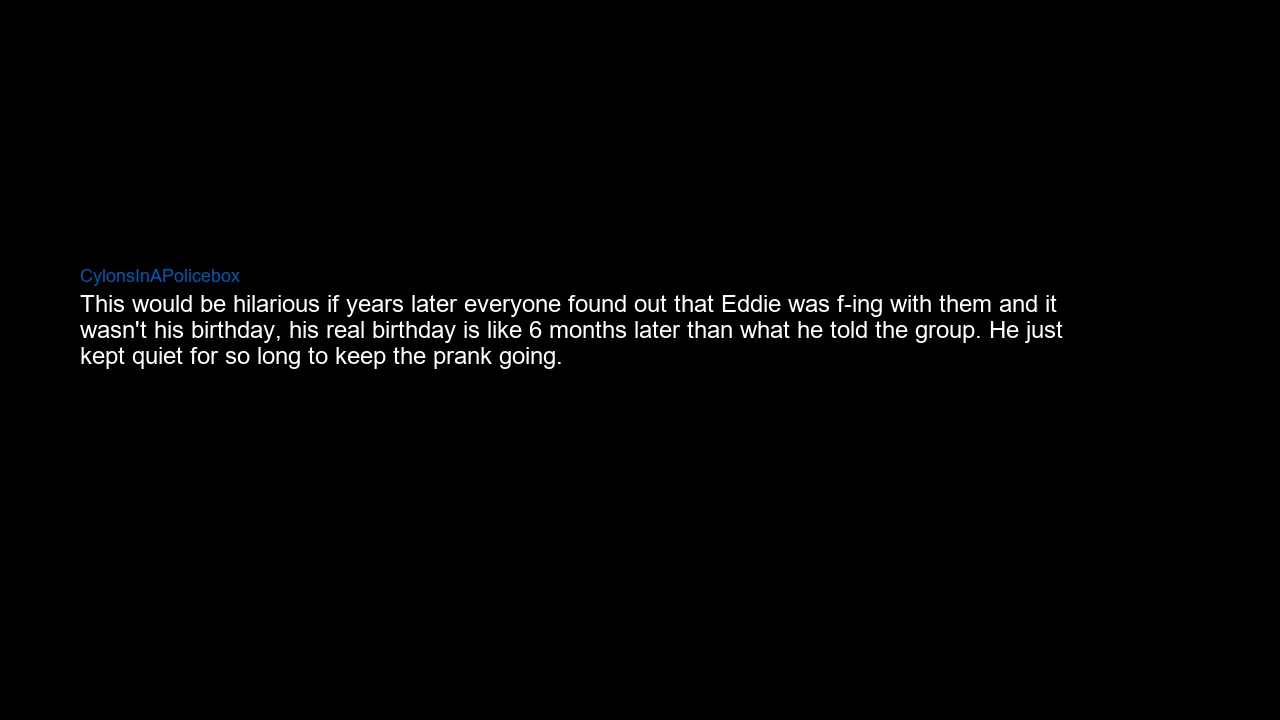 CylonsInAPolicebox
This would be hilarious if years later everyone found out that Eddie was f-ing with them and it
wasn't his birthday, his real birthday is like 6 months later than what he told the group. He just
kept quiet for so long to keep the prank going.